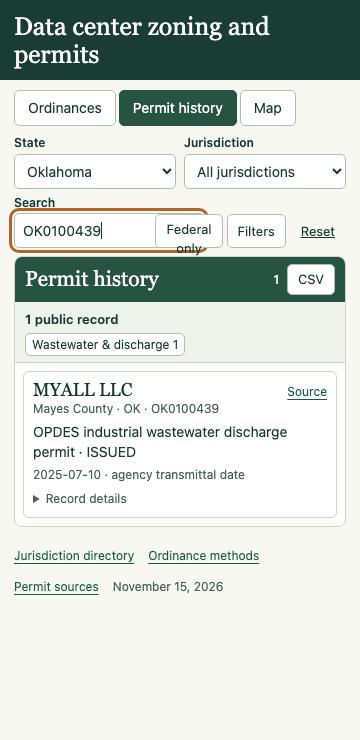 Data center zoning and
permits
Ordinances
Permit history
Map
State
Jurisdiction
Oklahoma
All jurisdictions
Search
OK0100439
Federal
only
Filters
Reset
Permit history
1
CSV
1 public record
Wastewater & discharge 1
MYALL LLC
Source
Mayes County · OK · OK0100439
OPDES industrial wastewater discharge
permit · ISSUED
2025-07-10 · agency transmittal date
Record details
Jurisdiction directory
Ordinance methods
Permit sources
November 15, 2026